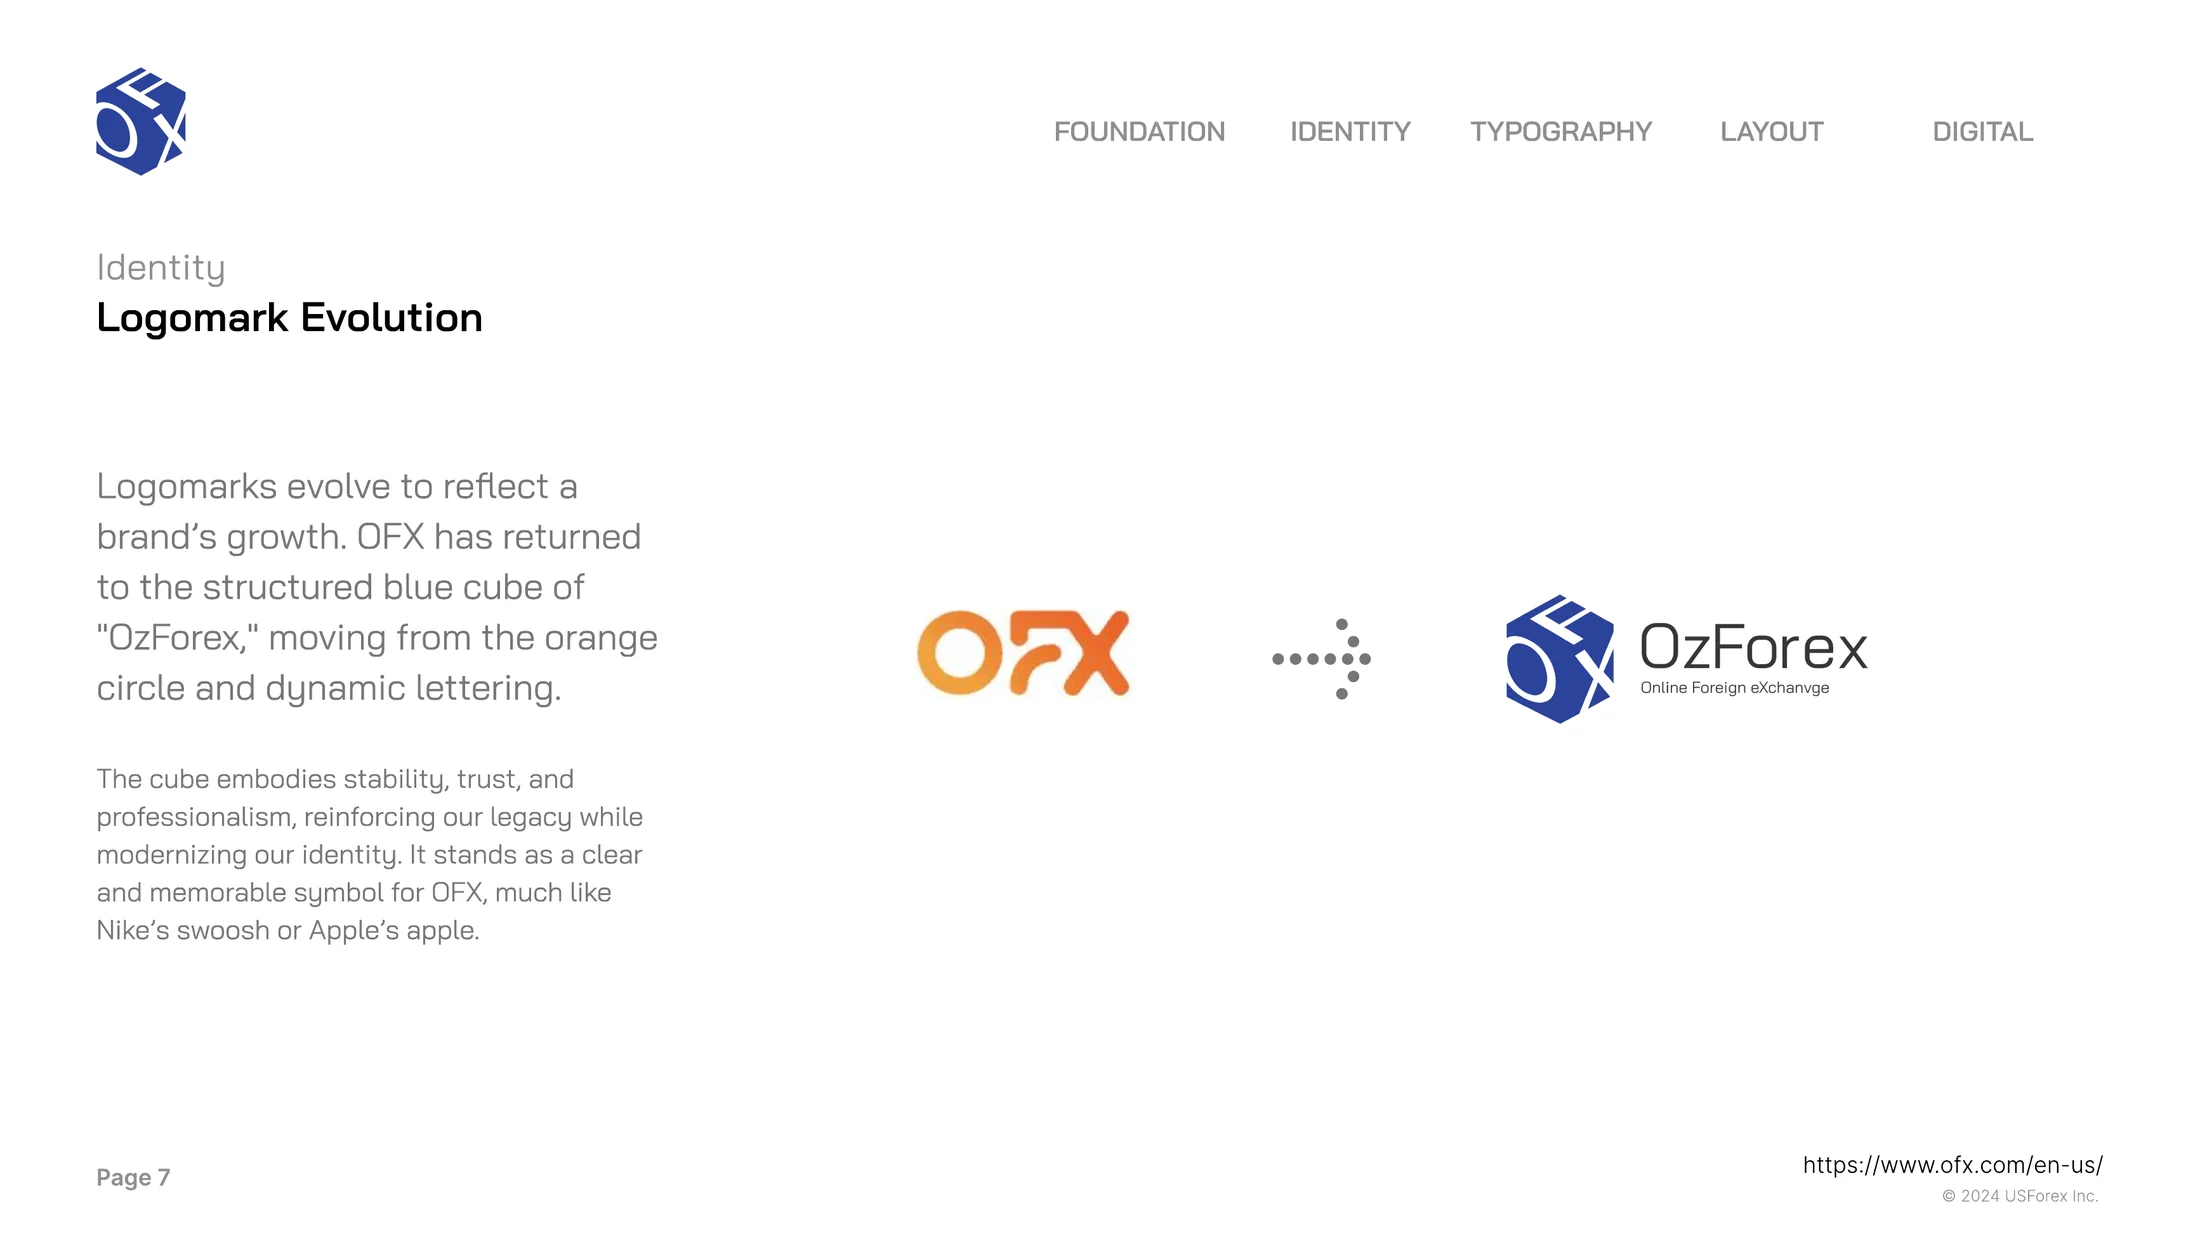 OFX
FOUNDATION IDENTITY TYPOGRAPHY LAYOUT DIGITAL
Identity
Logomark Evolution
Logomarks evolve to reflect a
brand’s growth. OFX has returned
to the structured blue cube of
"OzForex," moving from the orange
circle and dynamic lettering.
The cube embodies stability, trust, and
professionalism, reinforcing our legacy while
modernizing our identity. It stands as a clear
and memorable symbol for OFX, much like
Nike’s swoosh or Apple’s apple.
OFX
OFX
OzForex
Online Foreign eXchanvge
Page 7
https://www.ofx.com/en-us/
© 2024 USForex Inc.